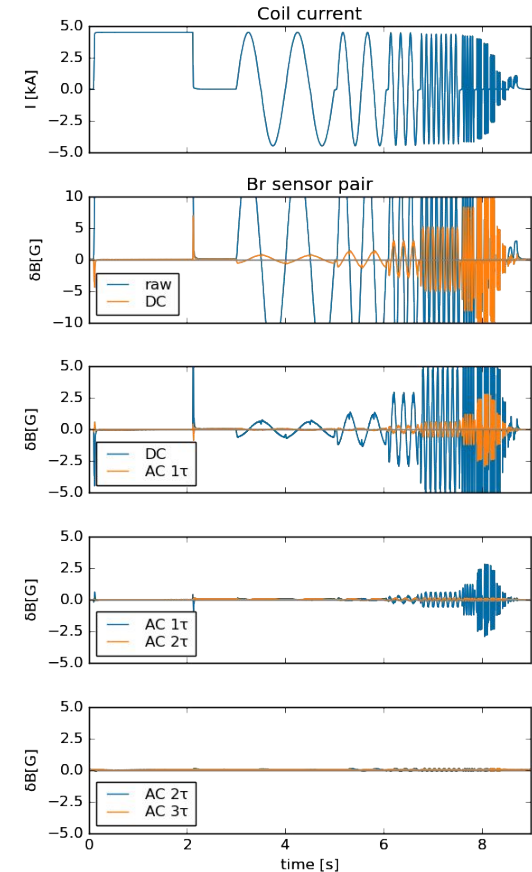 Coil current
I [kA]
5.0
2.5
0.0
−2.5
−5.0
Br sensor pair
δB[G]
10
5
0
−5
−10
raw
DC
δB[G]
5.0
2.5
0.0
−2.5
−5.0
DC
AC 1τ
δB[G]
5.0
2.5
0.0
−2.5
−5.0
AC 1τ
AC 2τ
δB[G]
5.0
2.5
0.0
−2.5
−5.0
AC 2τ
AC 3τ
0 2 4 6 8
time [s]